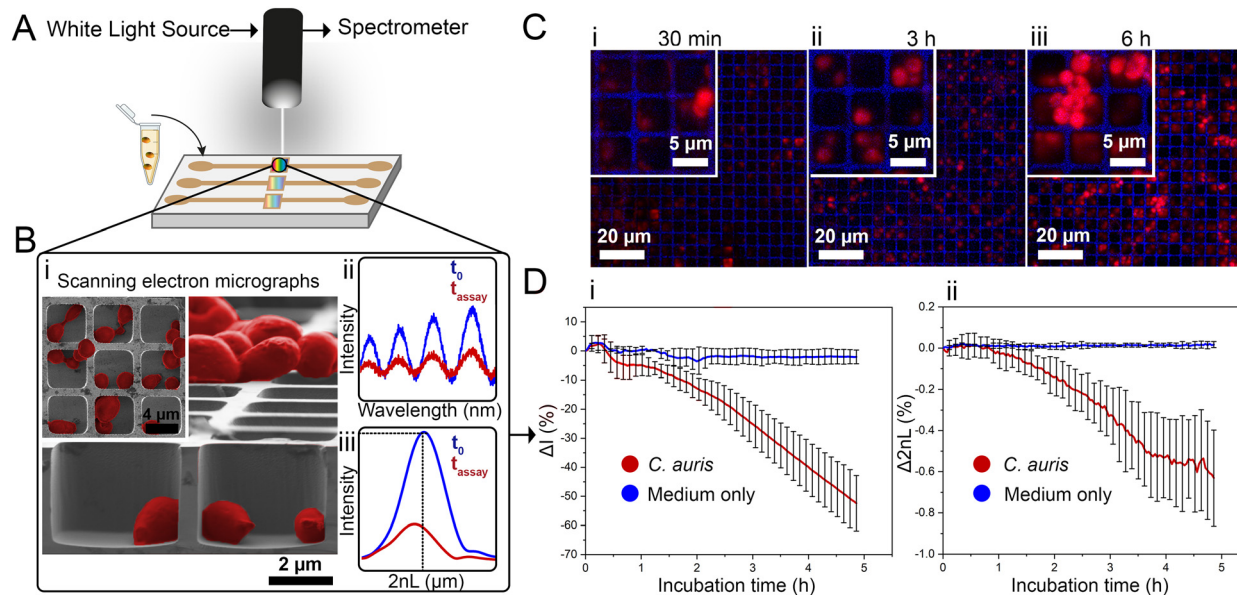 A
White Light Source
Spectrometer
B
i
Scanning electron micrographs
4 µm
2 µm
ii
t0
tassay
Intensity
Wavelength (nm)
iii
t0
tassay
Intensity
2nL (µm)
C
i
30 min
5 µm
20 µm
ii
3 h
5 µm
20 µm
iii
6 h
5 µm
20 µm
D
i
ΔI (%)
10
0
-10
-20
-30
-40
-50
-60
-70
C. auris
Medium only
0 1 2 3 4 5
Incubation time (h)
ii
Δ2nL (%)
0.2
0.0
-0.2
-0.4
-0.6
-0.8
-1.0
C. auris
Medium only
0 1 2 3 4 5
Incubation time (h)